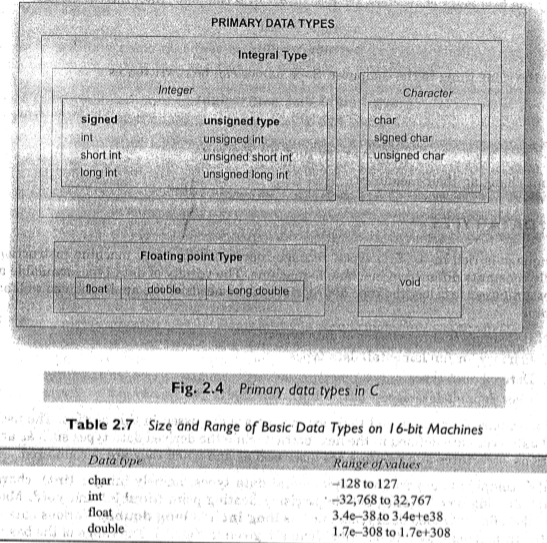 PRIMARY DATA TYPES
Integral Type
Integer
signed unsigned type
int unsigned int
short int unsigned short int
long int unsigned long int
Character
char
signed char
unsigned char
Floating point Type
float double Long double
void
Fig. 2.4 Primary data types in C
Table 2.7 Size and Range of Basic Data Types on 16-bit Machines
Data type Range of values
char –128 to 127
int –32,768 to 32,767
float 3.4e–38 to 3.4e+e38
double 1.7e–308 to 1.7e+308